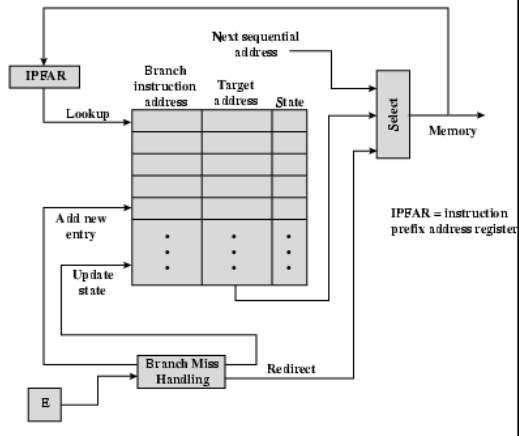 Next sequential
address
IPFAR
Branch
instruction
address
Target
address
State
Lookup
Select
Memory
Add new
entry
IPFAR = instruction
prefix address register
Update
state
Branch Miss
Handling
Redirect
E